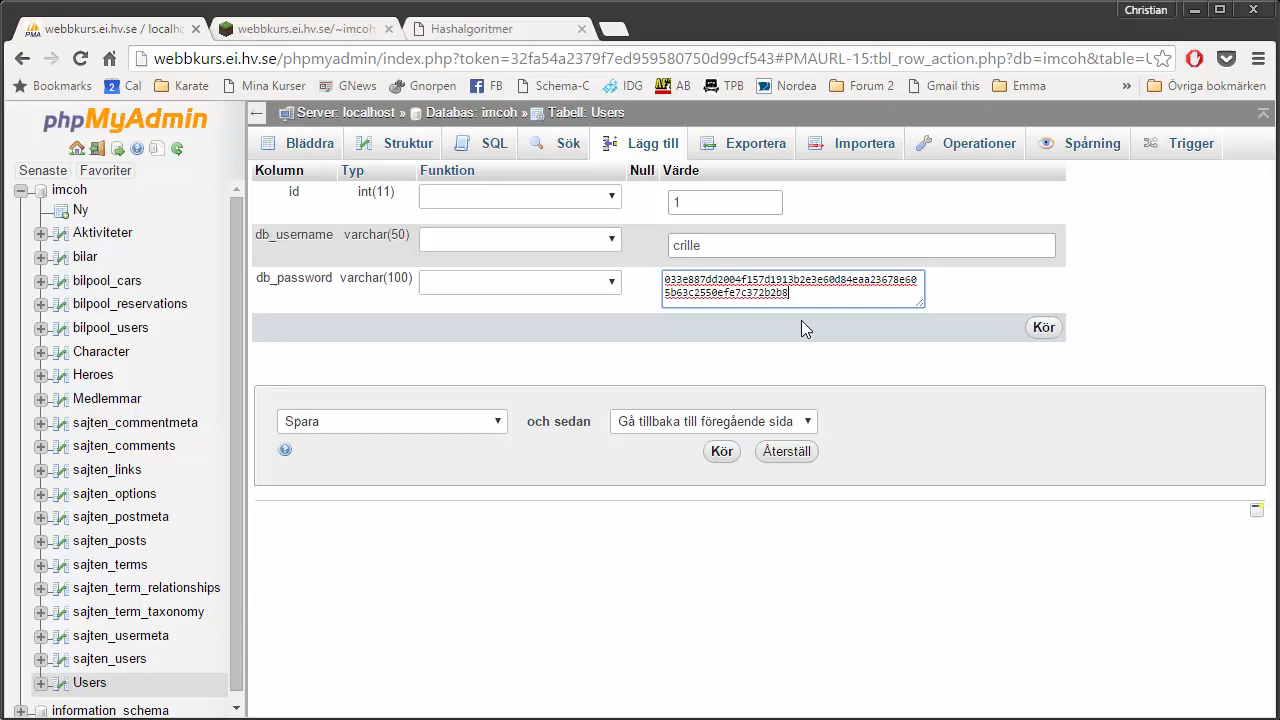 Christian
webbkurs.ei.hv.se / localh
webbkurs.ei.hv.se/~imcoh
Hashalgoritmer
webbkurs.ei.hv.se/phpmyadmin/index.php?token=33fa54a2379f7ed959580750d99cf543#PMAURL-15:tbl_row_action.php?db=imcoh&table=U
Bookmarks 2 Cal Karate Mina Kurser GNews Gnorpen FB Schema-C IDG AF AB TPB Nordea Forum 2 Gmail this Emma » Övriga bokmärken
phpMyAdmin
Senaste Favoriter
imcoh
Ny
Aktiviteter
bilar
bilpool_cars
bilpool_reservations
bilpool_users
Character
Heroes
Medlemmar
sajten_commentmeta
sajten_comments
sajten_links
sajten_options
sajten_postmeta
sajten_posts
sajten_terms
sajten_term_relationships
sajten_term_taxonomy
sajten_usermeta
sajten_users
Users
information_schema
Server: localhost » Databas: imcoh » Tabell: Users
Bläddra Struktur SQL Sök Lägg till Exportera Importera Operationer Spårning Trigger
Kolumn Typ Funktion Null Värde
id int(11) 1
db_username varchar(50) crille
db_password varchar(100) 033e887dd2004f157d1913b2e3e60d84eaa23678e60
5b63c2550efe7c372b2b8
Kör
Spara och sedan Gå tillbaka till föregående sida
Kör Återställ